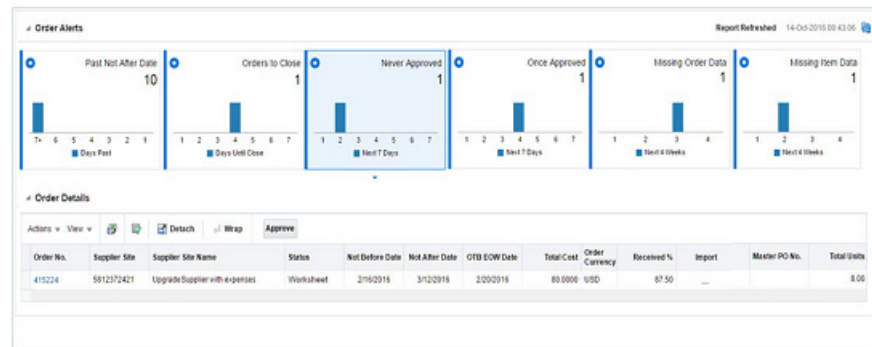 Order Alerts
Report Refreshed 14-Oct-2015 00:43:06
Past Not After Date
10
7+ 6 5 4 3 2 1
Days Past
Orders to Close
1
1 2 3 4 5 6 7
Days Until Close
Never Approved
1
1 2 3 4 5 6 7
Next 7 Days
Once Approved
1
1 2 3 4 5 6 7
Next 7 Days
Missing Order Data
1
1 2 3 4
Next 4 Weeks
Missing Item Data
1
1 2 3 4
Next 4 Weeks
Order Details
Actions View Detach Wrap Approve
Order No. Supplier Site Supplier Site Name Status Not Before Date Not After Date OTB EOW Date Total Cost Order Currency Received % Import Master PO No. Total Units
415224 5812372421 UpgradeSupplier with expenses Worksheet 2/16/2016 3/12/2016 2/20/2016 80.0000 USD 87.50 8.00